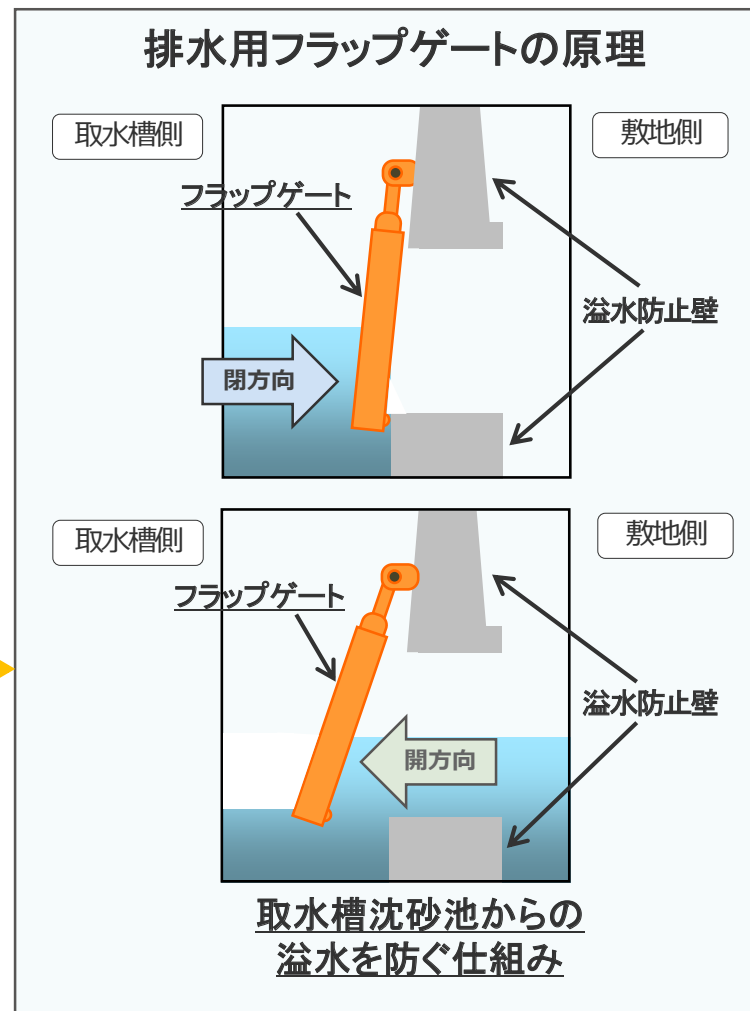 排水用フラップゲートの原理
取水槽側
敷地側
フラップゲート
溢水防止壁
閉方向
取水槽側
敷地側
フラップゲート
溢水防止壁
開方向
取水槽沈砂池からの
溢水を防ぐ仕組み